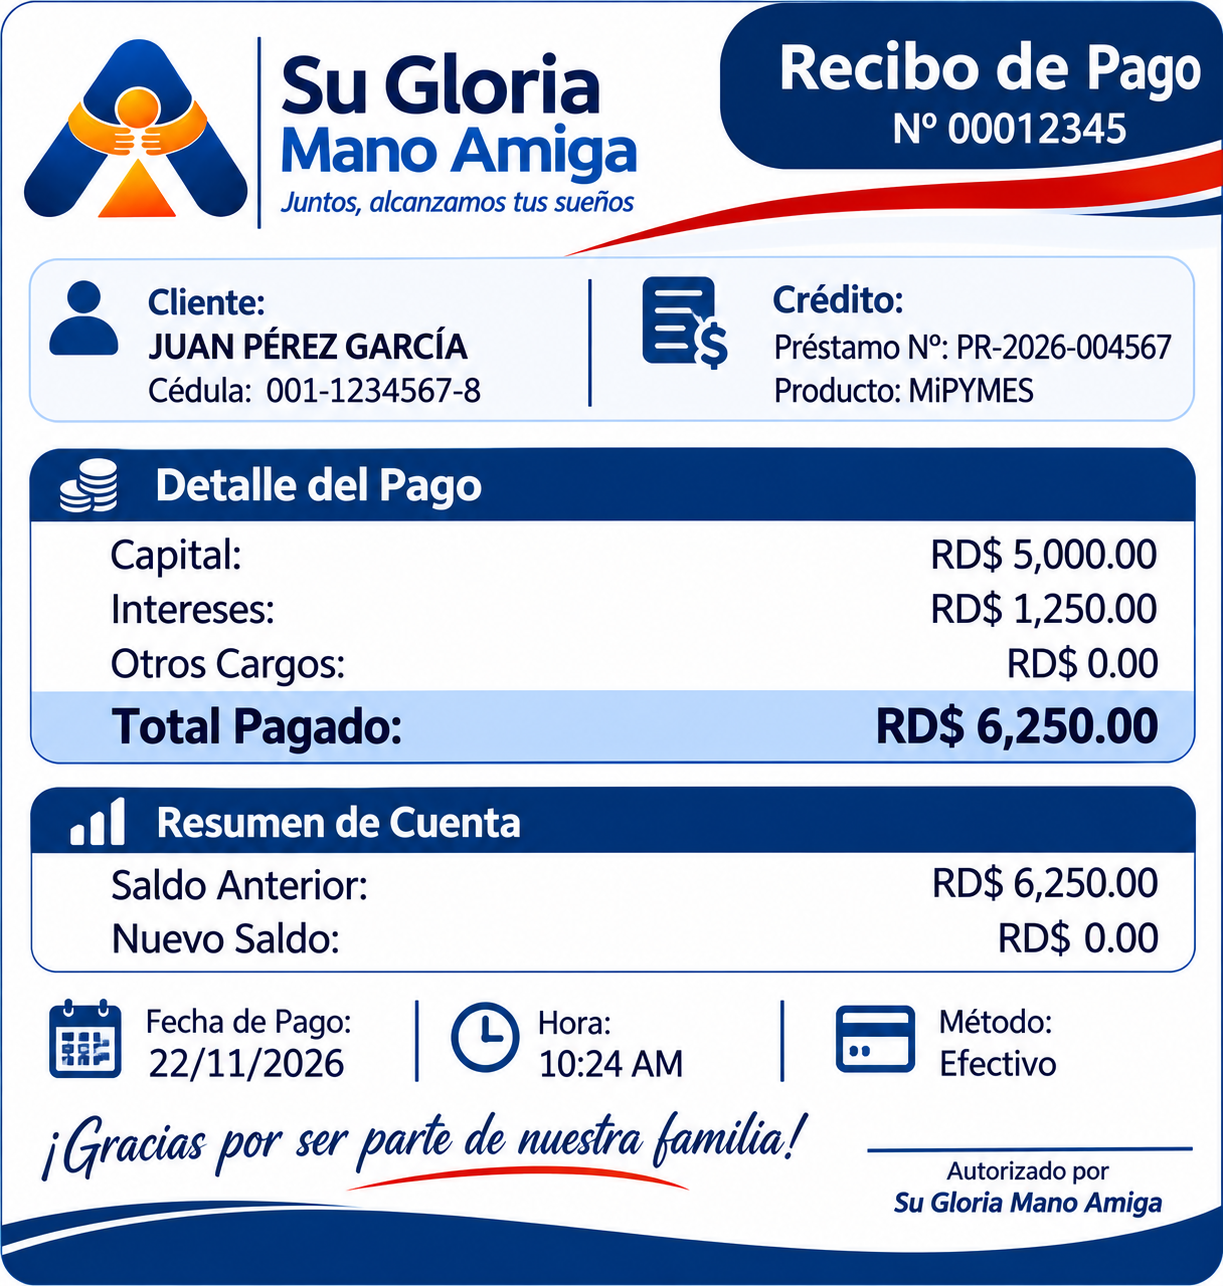 Su Gloria
Mano Amiga
Juntos, alcanzamos tus sueños
Recibo de Pago
Nº 00012345
Cliente:
JUAN PÉREZ GARCÍA
Cédula: 001-1234567-8
Crédito:
Préstamo Nº: PR-2026-004567
Producto: MiPYMES
Detalle del Pago
Capital: RD$ 5,000.00
Intereses: RD$ 1,250.00
Otros Cargos: RD$ 0.00
Total Pagado: RD$ 6,250.00
Resumen de Cuenta
Saldo Anterior: RD$ 6,250.00
Nuevo Saldo: RD$ 0.00
Fecha de Pago:
22/11/2026
Hora:
10:24 AM
Método:
Efectivo
¡Gracias por ser parte de nuestra familia!
Autorizado por
Su Gloria Mano Amiga